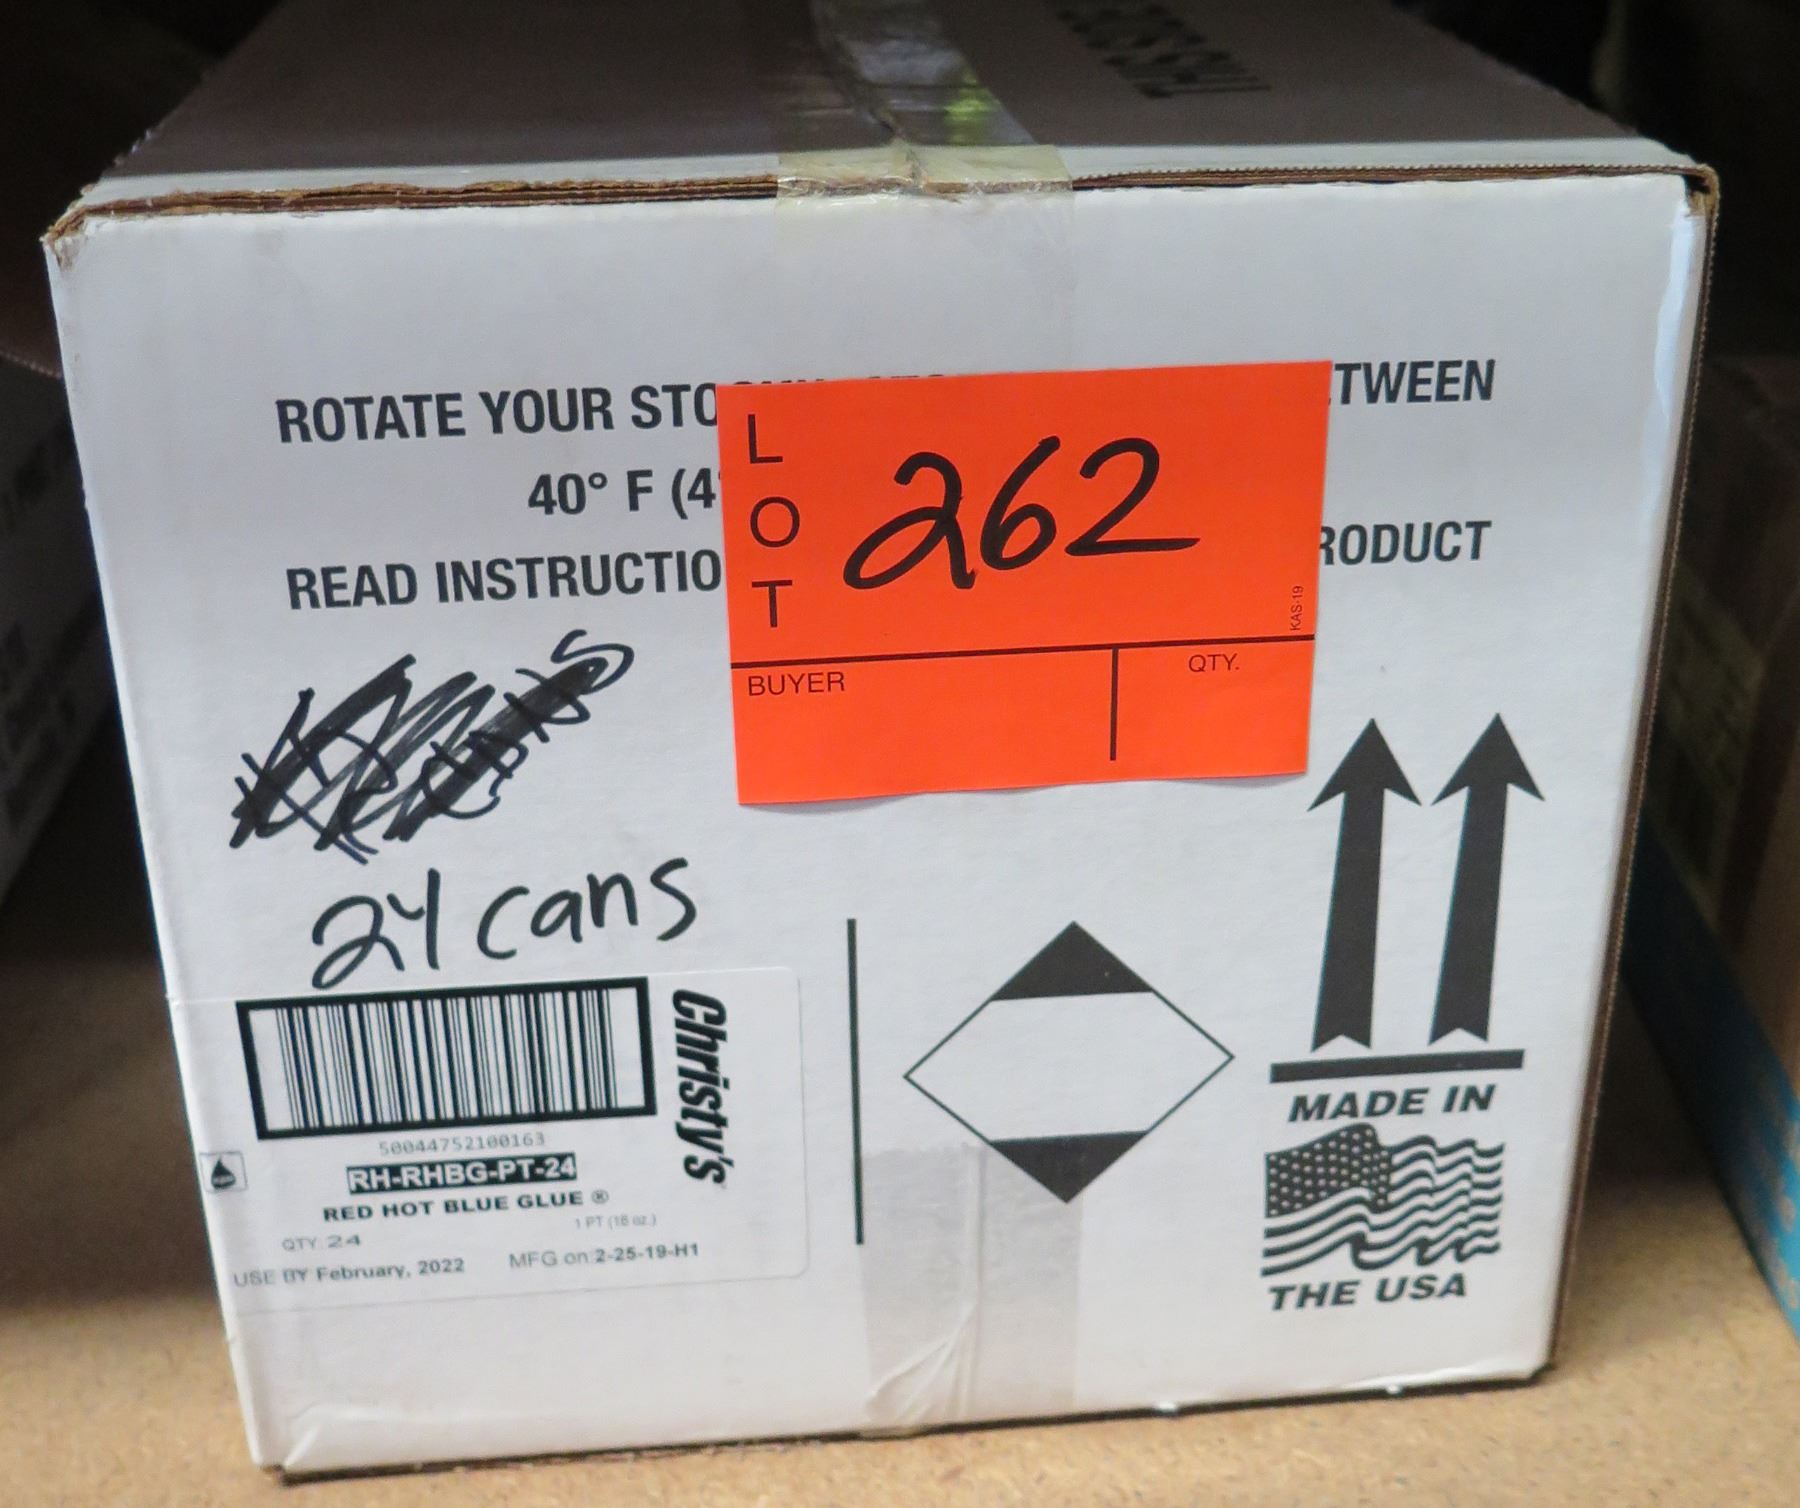 ROTATE YOUR STO
TWEEN
40° F (4
READ INSTRUCTIO
RODUCT
LOT
262
KAS-19
BUYER
QTY.
24 cans
Christy's
50044752100163
RH-RHBG-PT-24
RED HOT BLUE GLUE ®
1 PT (16 oz.)
QTY. 24
USE BY February, 2022 MFG on: 2-25-19-H1
MADE IN
THE USA